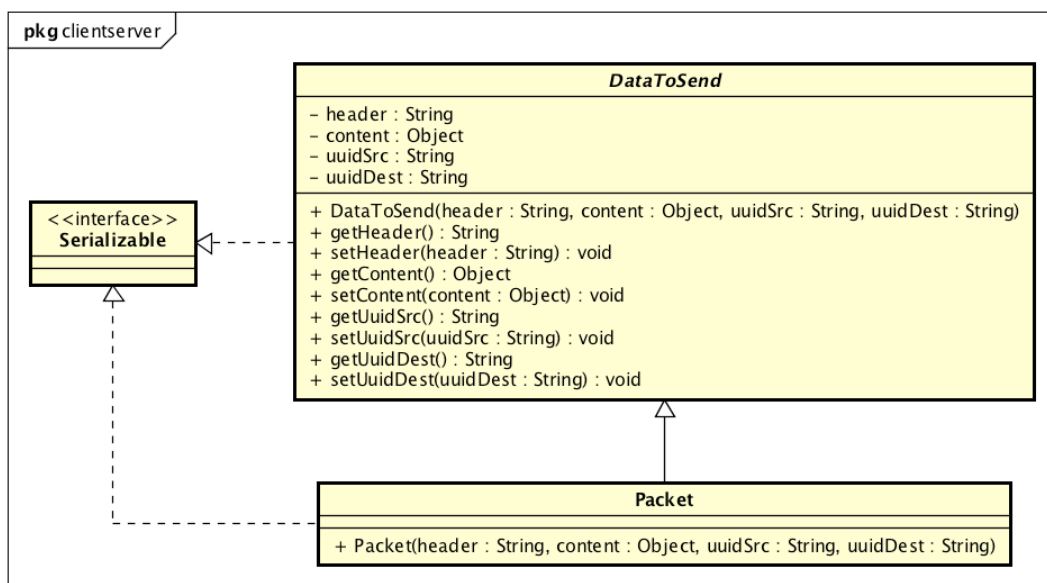 pkg clientserver
DataToSend
- header : String
- content : Object
- uuidSrc : String
- uuidDest : String
+ DataToSend(header : String, content : Object, uuidSrc : String, uuidDest : String)
+ getHeader() : String
+ setHeader(header : String) : void
+ getContent() : Object
+ setContent(content : Object) : void
+ getUuidSrc() : String
+ setUuidSrc(uuidSrc : String) : void
+ getUuidDest() : String
+ setUuidDest(uuidDest : String) : void
<<interface>>
Serializable
Packet
+ Packet(header : String, content : Object, uuidSrc : String, uuidDest : String)